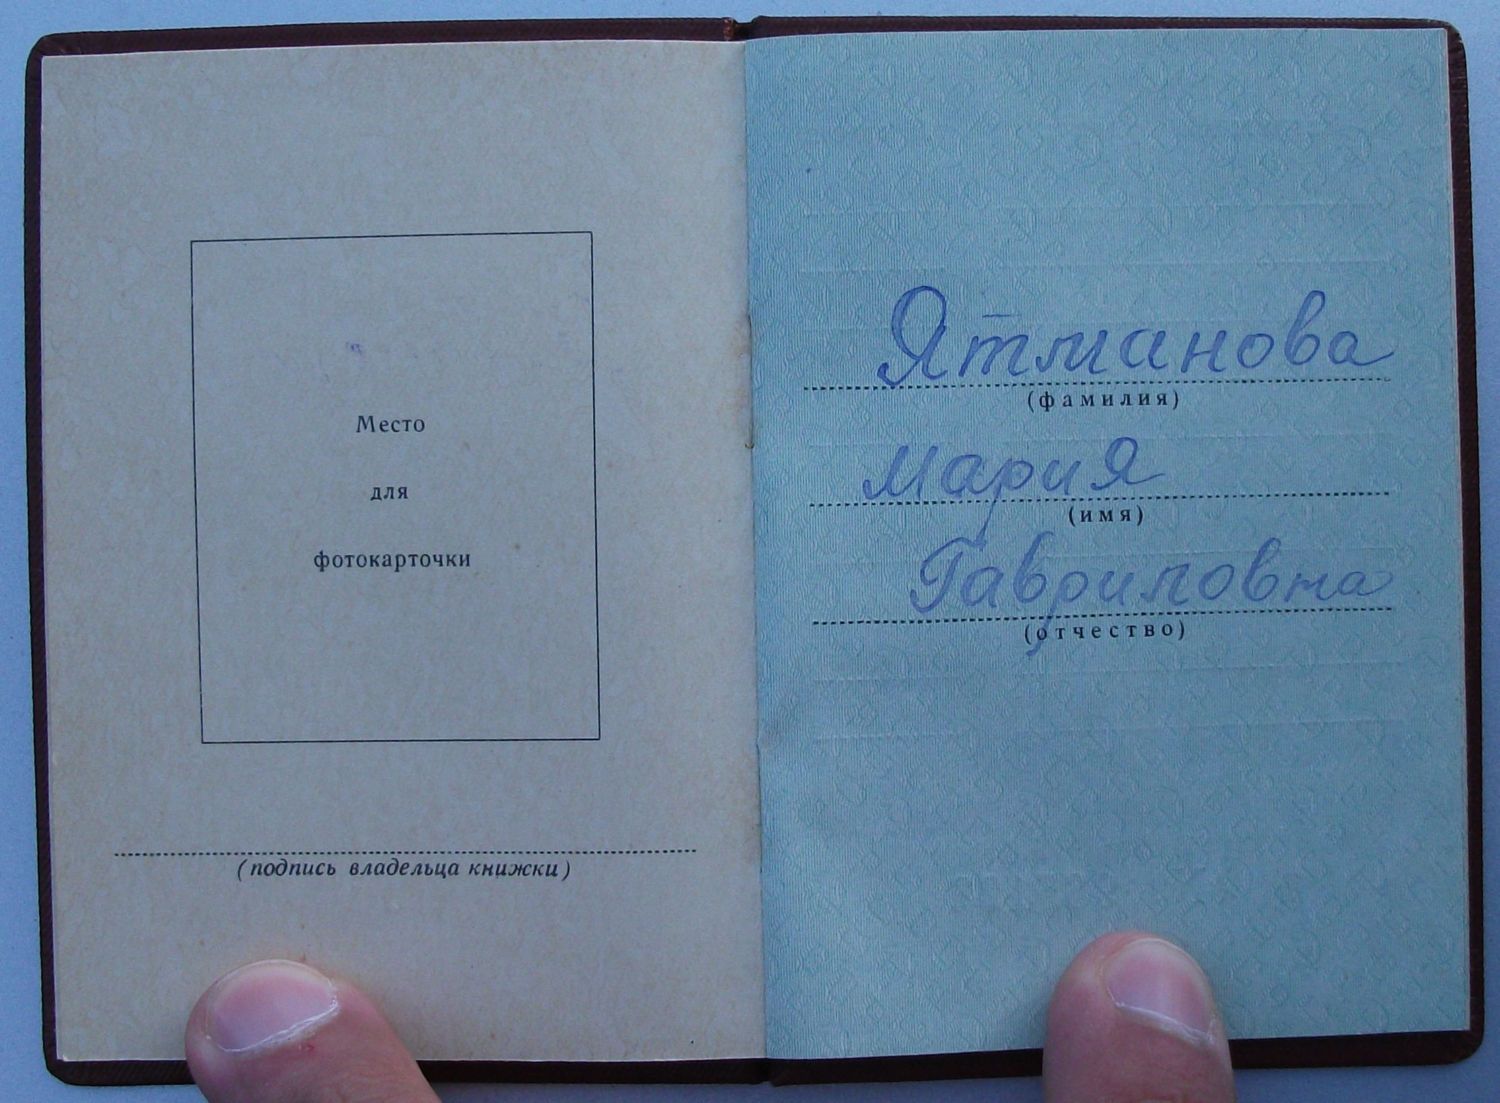 Место
для
фотокарточки
(подпись владельца книжки)
Ятманова
(фамилия)
Мария
(имя)
Гавриловна
(отчество)